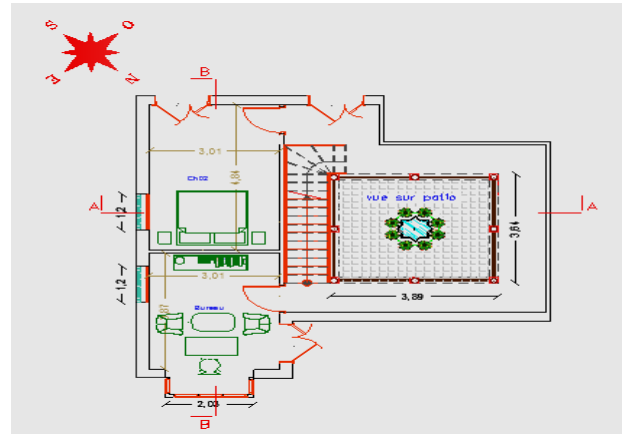 S
O
E
N
B
3,01
4,84
Ch02
vue sur patio
A
A
1,2
3,64
1,2
3,01
3,89
Bureau
2,03
B